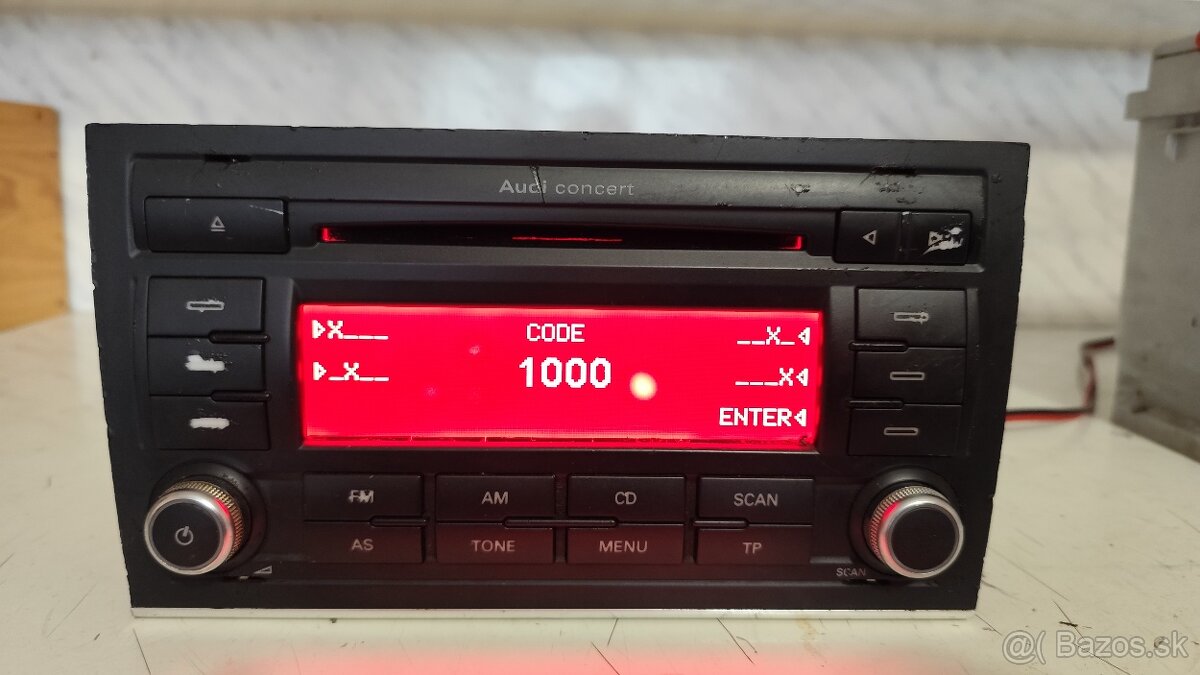 Audi concert
x___ CODE __x_
_x__ 1000 ___x
ENTER
FM AM CD SCAN
AS TONE MENU TP
SCAN
@( Bazos.sk